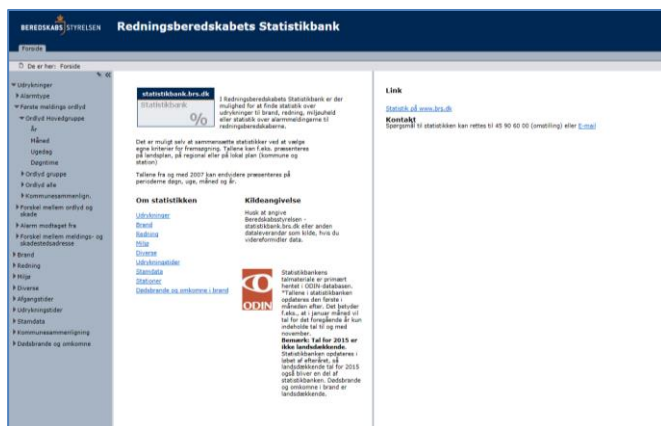 BEREDSKABS STYRELSEN
Redningsberedskabets Statistikbank
Forside
De er her: Forside
Udrykninger
Alarmtype
Første meldings ordlyd
Ordlyd Hovedgruppe
År
Måned
Ugedag
Døgntime
Ordlyd gruppe
Ordlyd alle
Kommunesammenlign.
Forskel mellem ordlyd og
skade
Alarm modtaget fra
Forskel mellem meldings- og
skadestedsadresse
Brand
Redning
Miljø
Diverse
Afgangstider
Udrykningstider
Stamdata
Kommunesammenligning
Dødsbrande og omkomne
statistikbank.brs.dk
Statistikbank
%
I Redningsberedskabets Statistikbank er der
mulighed for at finde statistik over
udrykninger til brand, redning, miljøuheld
eller statistik over alarmmeldingerne til
redningsberedskaberne.
Det er muligt selv at sammensætte statistikker ved at vælge
egne kriterier for fremsøgning. Tallene kan f.eks. præsenteres
på landsplan, på regional eller på lokal plan (kommune og
station)
Tallene fra og med 2007 kan endvidere præsenteres på
perioderne døgn, uge, måned og år.
Om statistikken
Udrykninger
Brand
Redning
Miljø
Diverse
Udrykningstider
Stamdata
Stationer
Dødsbrande og omkomne i brand
Kildeangivelse
Husk at angive
Beredskabsstyrelsen -
statistikbank.brs.dk eller anden
dataleverandør som kilde, hvis du
videreformidler data.
ODIN
Statistikbankens
talmateriale er primært
hentet i ODIN-databasen.
"Tallene i statistikbanken
opdateres den første i
måneden efter. Det betyder
f.eks., at i januar måned vil
tal for det foregående år kun
indeholde tal til og med
november.
Bemærk: Tal for 2015 er
ikke landsdækkende.
Statistikbanken opdateres i
løbet af efteråret, så
landsdækkende tal for 2015
også bliver en del af
statistikbanken. Dødsbrande
og omkomne i brand er
landsdækkende.
Link
Statistik på www.brs.dk
Kontakt
Spørgsmål til statistikken kan rettes til 45 90 60 00 (omstilling) eller E-mail